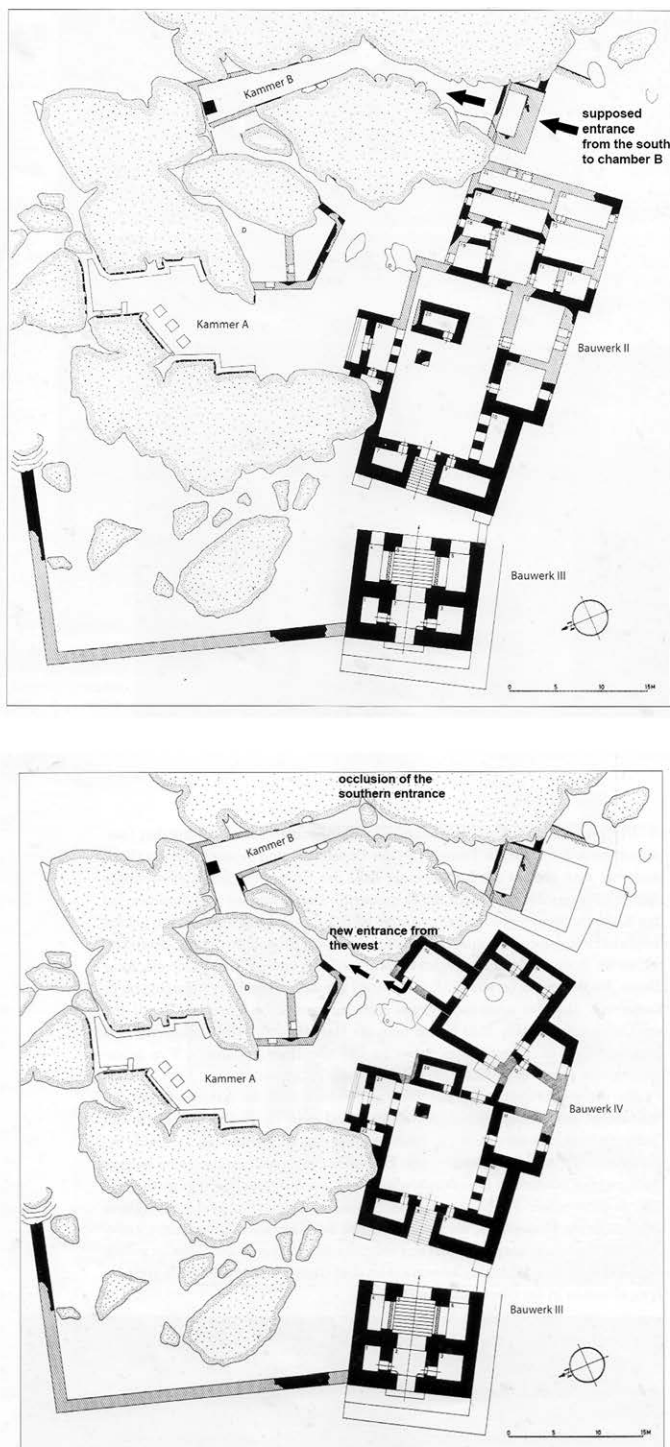 Kammer B
supposed
entrance
from the south
to chamber B
D
Kammer A
Bauwerk II
Bauwerk III
0 5 10 15M
occlusion of the
southern entrance
Kammer B
new entrance from
the west
D
Kammer A
Bauwerk IV
Bauwerk III
0 5 10 15M